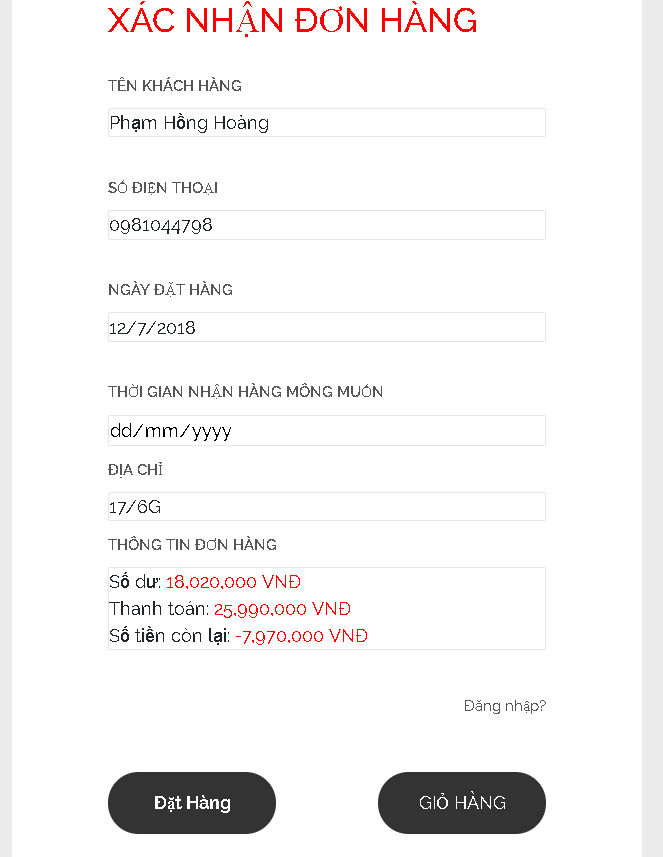 XÁC NHẬN ĐƠN HÀNG
TÊN KHÁCH HÀNG
Phạm Hồng Hoàng
SỐ ĐIỆN THOẠI
0981044798
NGÀY ĐẶT HÀNG
12/7/2018
THỜI GIAN NHẬN HÀNG MÔNG MUỐN
dd/mm/yyyy
ĐỊA CHỈ
17/6G
THÔNG TIN ĐƠN HÀNG
Số dư: 18,020,000 VNĐ
Thanh toán: 25,990,000 VNĐ
Số tiền còn lại: -7,970,000 VNĐ
Đăng nhập?
Đặt Hàng GIỎ HÀNG